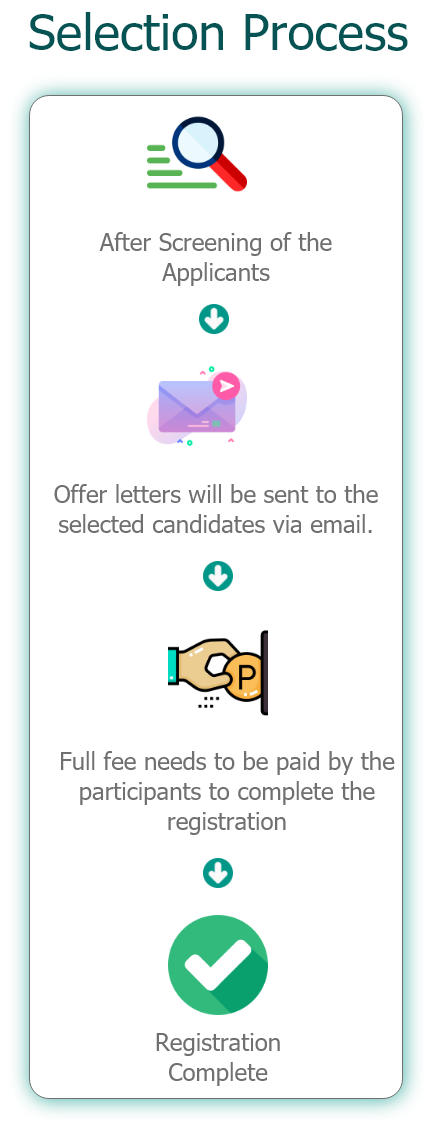 Selection Process
After Screening of the
Applicants
Offer letters will be sent to the
selected candidates via email.
P
Full fee needs to be paid by the
participants to complete the
registration
Registration
Complete